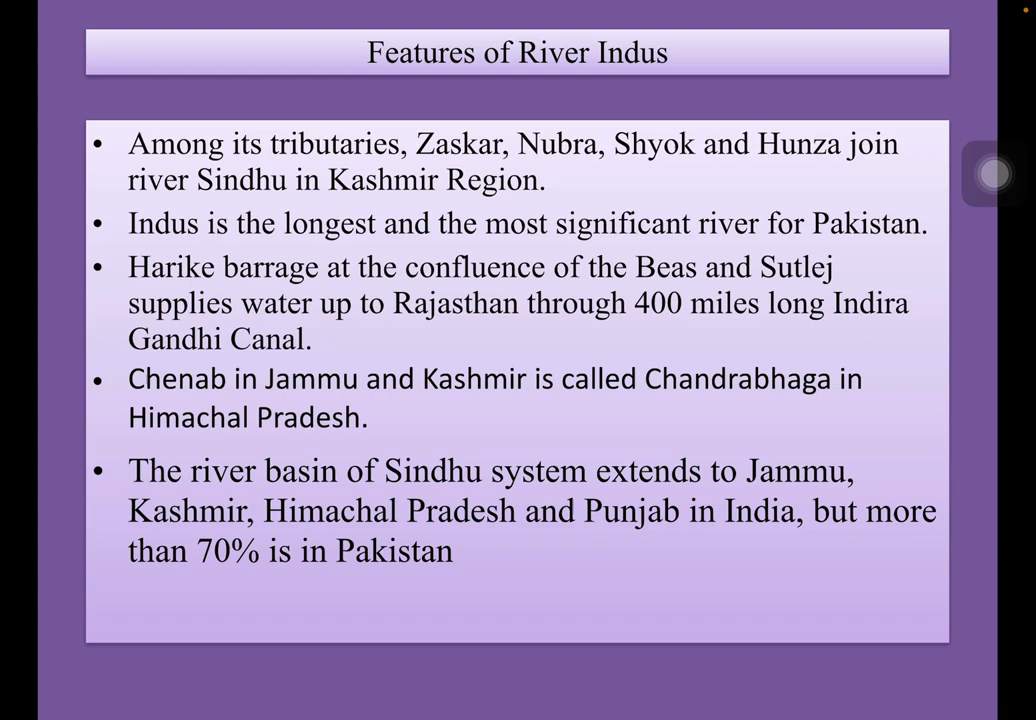 Features of River Indus
• Among its tributaries, Zaskar, Nubra, Shyok and Hunza join
river Sindhu in Kashmir Region.
• Indus is the longest and the most significant river for Pakistan.
• Harike barrage at the confluence of the Beas and Sutlej
supplies water up to Rajasthan through 400 miles long Indira
Gandhi Canal.
• Chenab in Jammu and Kashmir is called Chandrabhaga in
Himachal Pradesh.
• The river basin of Sindhu system extends to Jammu,
Kashmir, Himachal Pradesh and Punjab in India, but more
than 70% is in Pakistan